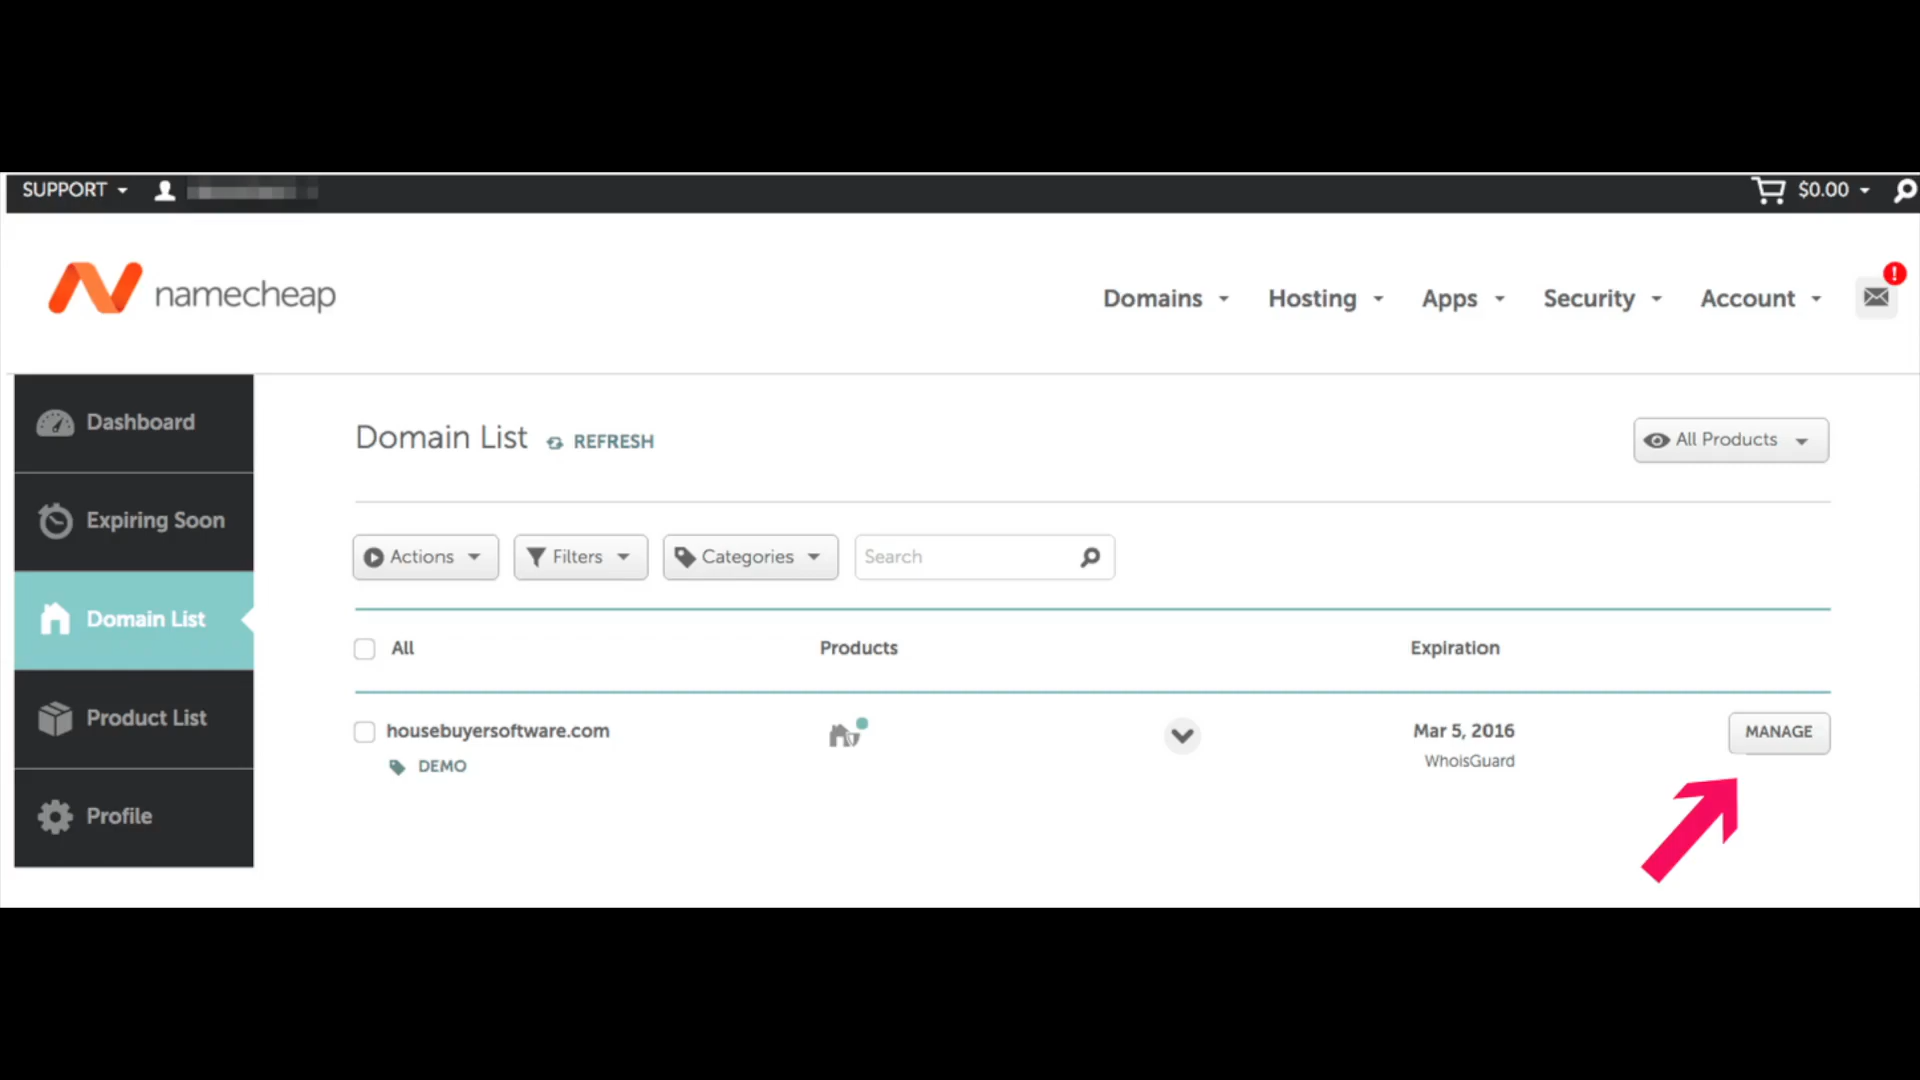 SUPPORT
$0.00
namecheap
Domains Hosting Apps Security Account
!
Dashboard
Expiring Soon
Domain List
Product List
Profile
Domain List REFRESH
All Products
Actions Filters Categories Search
All Products Expiration
housebuyersoftware.com Mar 5, 2016 MANAGE
DEMO WhoisGuard